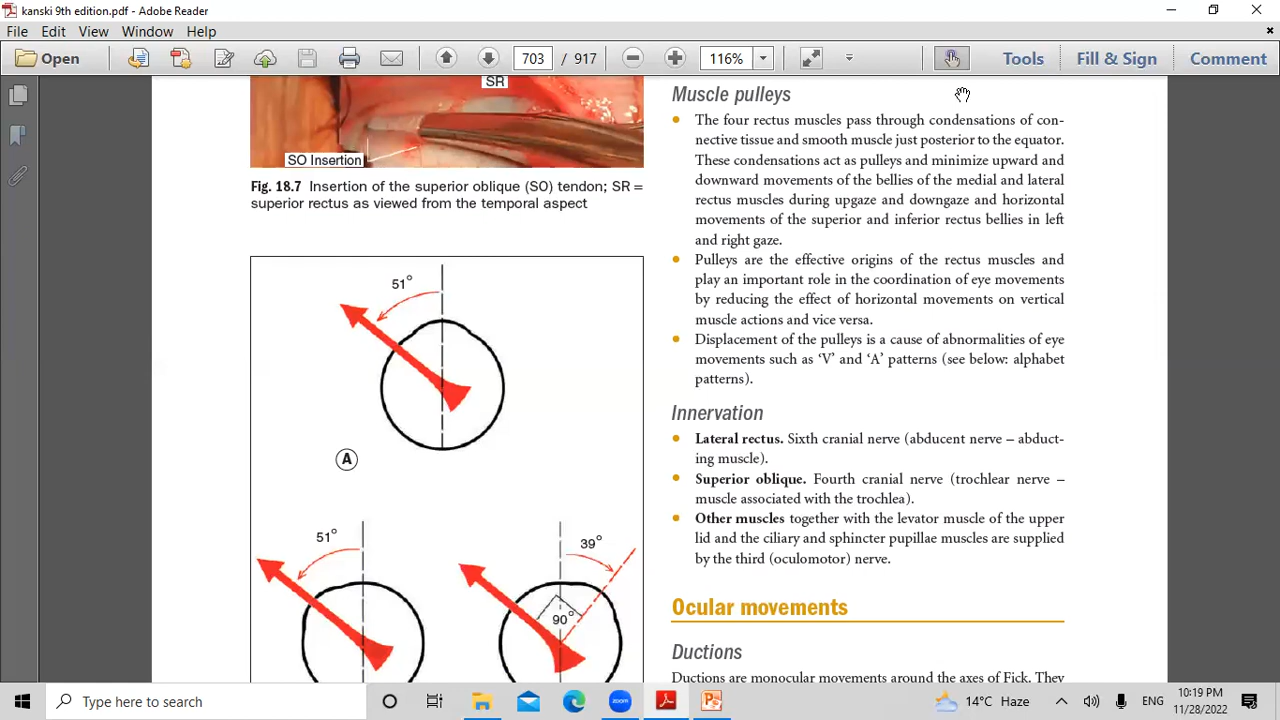 kanski 9th edition.pdf - Adobe Reader
File Edit View Window Help
Open 703 / 917 116% Tools Fill & Sign Comment
SR
SO Insertion
Fig. 18.7 Insertion of the superior oblique (SO) tendon; SR =
superior rectus as viewed from the temporal aspect
51°
A
51°
39°
90°
Muscle pulleys
• The four rectus muscles pass through condensations of con-
nective tissue and smooth muscle just posterior to the equator.
These condensations act as pulleys and minimize upward and
downward movements of the bellies of the medial and lateral
rectus muscles during upgaze and downgaze and horizontal
movements of the superior and inferior rectus bellies in left
and right gaze.
• Pulleys are the effective origins of the rectus muscles and
play an important role in the coordination of eye movements
by reducing the effect of horizontal movements on vertical
muscle actions and vice versa.
• Displacement of the pulleys is a cause of abnormalities of eye
movements such as ‘V’ and ‘A’ patterns (see below: alphabet
patterns).
Innervation
• Lateral rectus. Sixth cranial nerve (abducent nerve – abduct-
ing muscle).
• Superior oblique. Fourth cranial nerve (trochlear nerve –
muscle associated with the trochlea).
• Other muscles together with the levator muscle of the upper
lid and the ciliary and sphincter pupillae muscles are supplied
by the third (oculomotor) nerve.
Ocular movements
Ductions
Ductions are monocular movements around the axes of Fick. They
Type here to search
zoom
14°C Haze
ENG
10:19 PM
11/28/2022